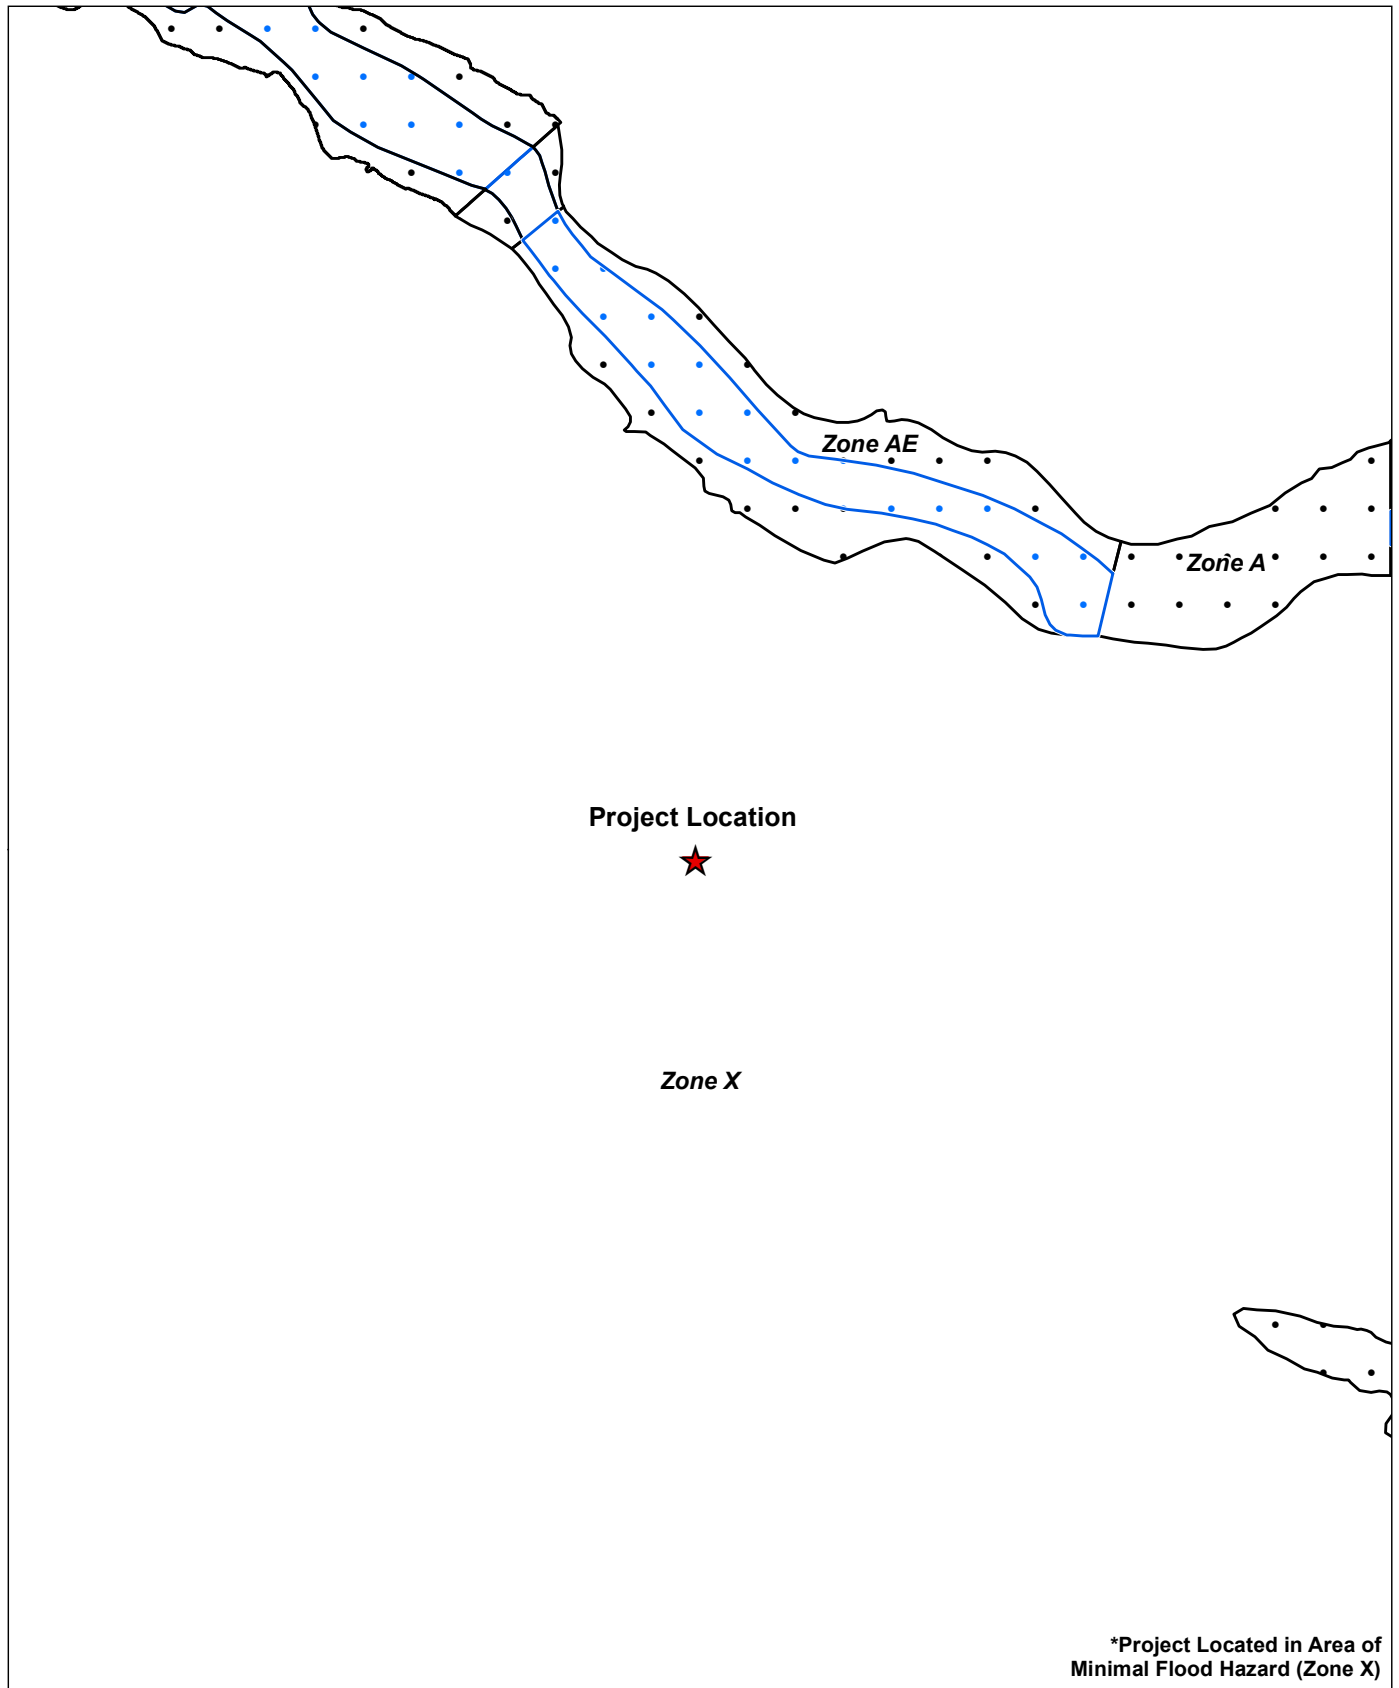 Zone AE
Zone A
Project Location
Zone X
*Project Located in Area of
Minimal Flood Hazard (Zone X)